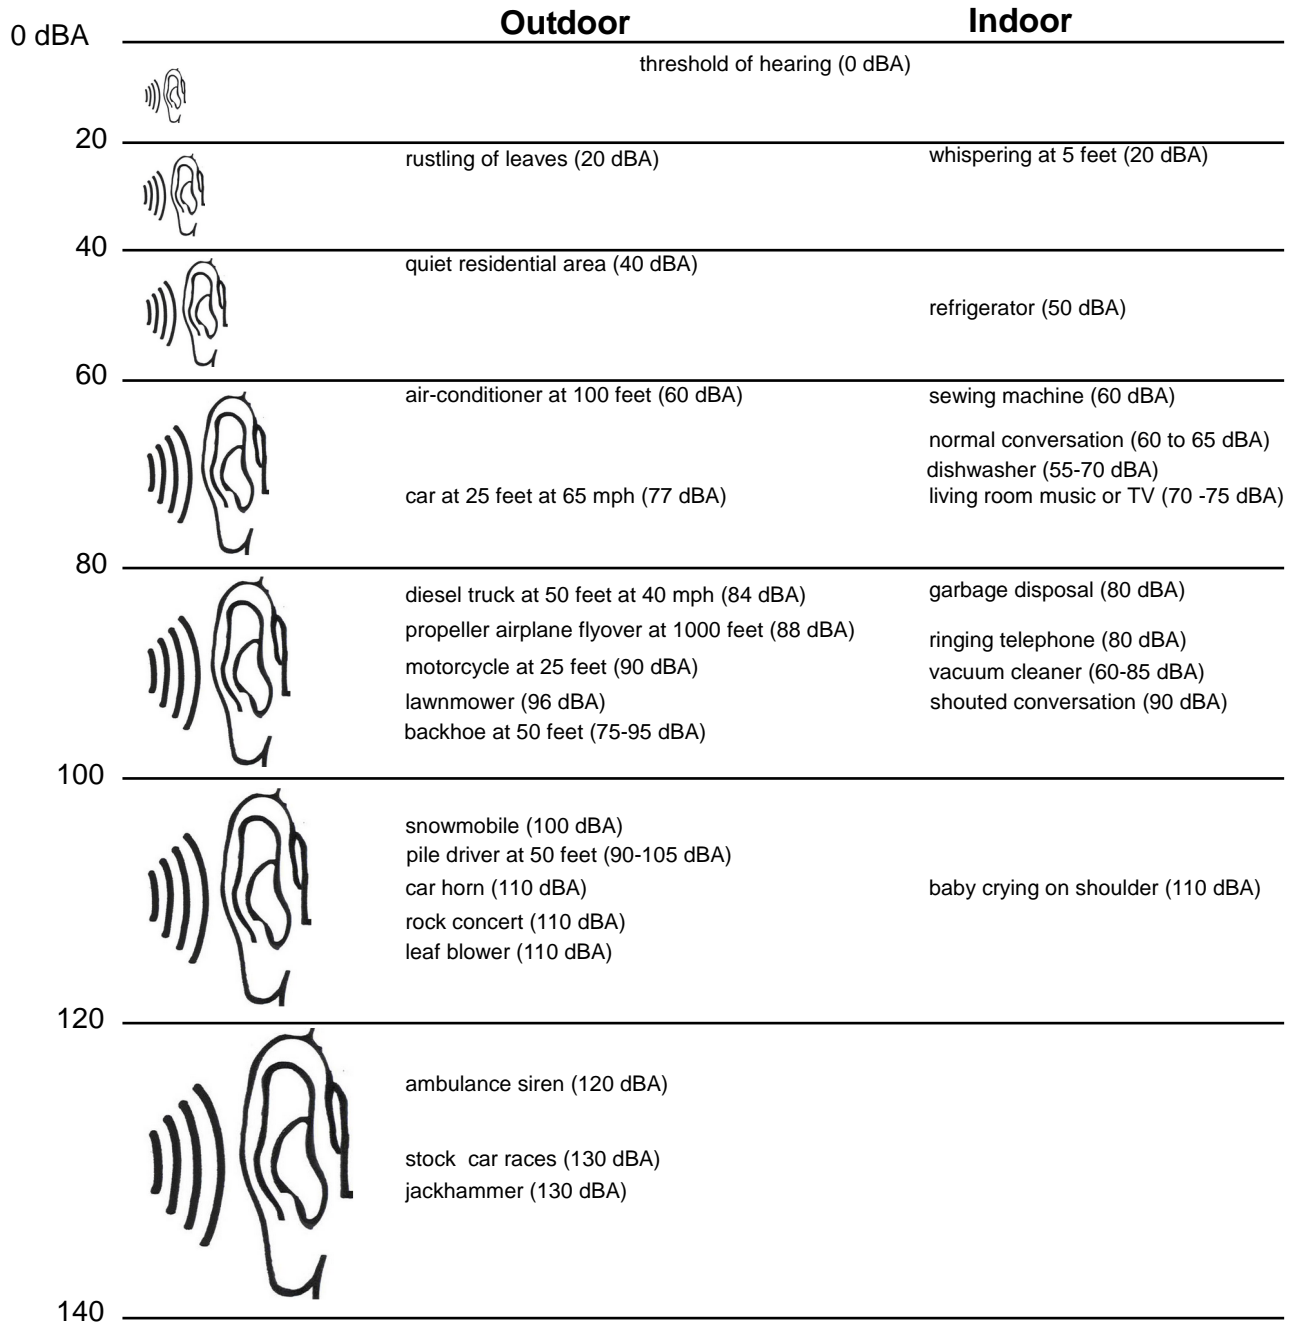 Outdoor Indoor
0 dBA
threshold of hearing (0 dBA)
20
rustling of leaves (20 dBA) whispering at 5 feet (20 dBA)
40
quiet residential area (40 dBA)
refrigerator (50 dBA)
60
air-conditioner at 100 feet (60 dBA) sewing machine (60 dBA)
normal conversation (60 to 65 dBA)
dishwasher (55-70 dBA)
car at 25 feet at 65 mph (77 dBA) living room music or TV (70 -75 dBA)
80
diesel truck at 50 feet at 40 mph (84 dBA) garbage disposal (80 dBA)
propeller airplane flyover at 1000 feet (88 dBA) ringing telephone (80 dBA)
motorcycle at 25 feet (90 dBA) vacuum cleaner (60-85 dBA)
lawnmower (96 dBA) shouted conversation (90 dBA)
backhoe at 50 feet (75-95 dBA)
100
snowmobile (100 dBA)
pile driver at 50 feet (90-105 dBA)
car horn (110 dBA) baby crying on shoulder (110 dBA)
rock concert (110 dBA)
leaf blower (110 dBA)
120
ambulance siren (120 dBA)
stock  car races (130 dBA)
jackhammer (130 dBA)
140